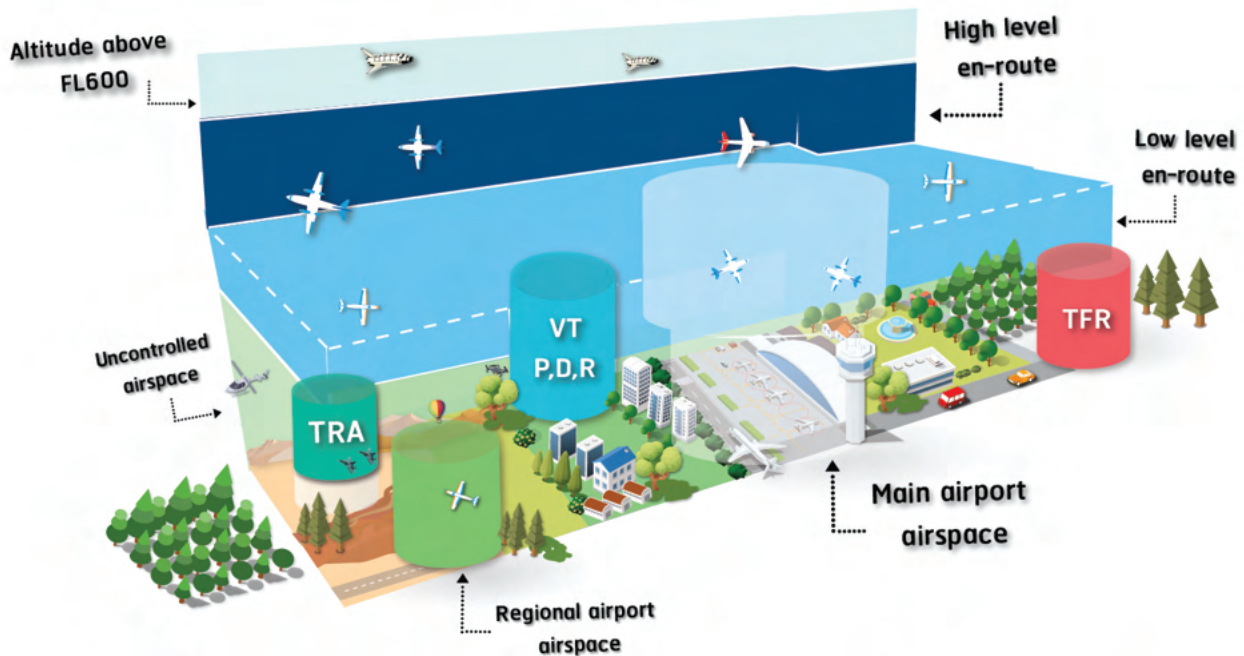 Altitude above
FL600
High level
en-route
Low level
en-route
Uncontrolled
airspace
VT
P,D,R
TFR
TRA
Main airport
airspace
Regional airport
airspace